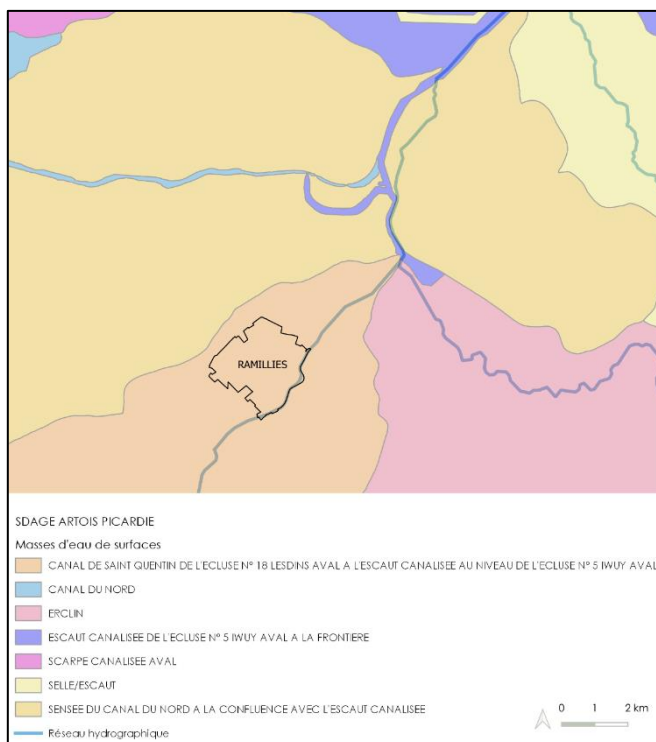 RAMILLIES
SDAGE ARTOIS PICARDIE
Masses d'eau de surfaces
CANAL DE SAINT QUENTIN DE L'ECLUSE N° 18 LESDINS AVAL A L'ESCAUT CANALISEE AU NIVEAU DE L'ECLUSE N° 5 IWUY AVAL
CANAL DU NORD
ERCLIN
ESCAUT CANALISEE DE L'ECLUSE N° 5 IWUY AVAL A LA FRONTIERE
SCARPE CANALISEE AVAL
SELLE/ESCAUT
SENSEE DU CANAL DU NORD A LA CONFLUENCE AVEC L'ESCAUT CANALISEE
Réseau hydrographique
0 1 2 km